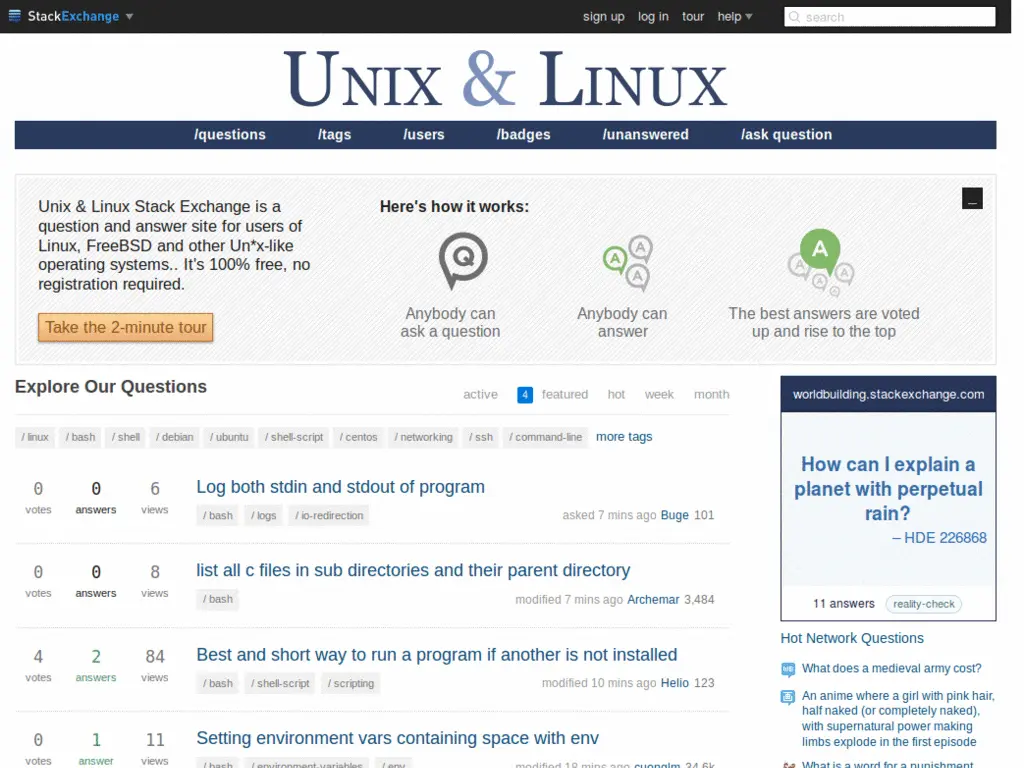 StackExchange
sign up log in tour help
search
UNIX & LINUX
/questions /tags /users /badges /unanswered /ask question
Unix & Linux Stack Exchange is a
question and answer site for users of
Linux, FreeBSD and other Un*x-like
operating systems.. It's 100% free, no
registration required.
Take the 2-minute tour
Here's how it works:
Q
A
A
A
A
A
A
A
A
Anybody can
ask a question
Anybody can
answer
The best answers are voted
up and rise to the top
Explore Our Questions
active 4 featured hot week month
/ linux / bash / shell / debian / ubuntu / shell-script / centos / networking / ssh / command-line more tags
0 0 6
votes answers views
Log both stdin and stdout of program
/ bash / logs / io-redirection
asked 7 mins ago Buge 101
0 0 8
votes answers views
list all c files in sub directories and their parent directory
/ bash
modified 7 mins ago Archemar 3,484
4 2 84
votes answers views
Best and short way to run a program if another is not installed
/ bash / shell-script / scripting
modified 10 mins ago Helio 123
0 1 11
votes answer views
Setting environment vars containing space with env
/ bash / environment-variables / env
modified 18 mins ago cuonglm 34.6k
worldbuilding.stackexchange.com
How can I explain a
planet with perpetual
rain?
– HDE 226868
11 answers reality-check
Hot Network Questions
What does a medieval army cost?
An anime where a girl with pink hair,
half naked (or completely naked),
with supernatural power making
limbs explode in the first episode
What is a word for a punishment